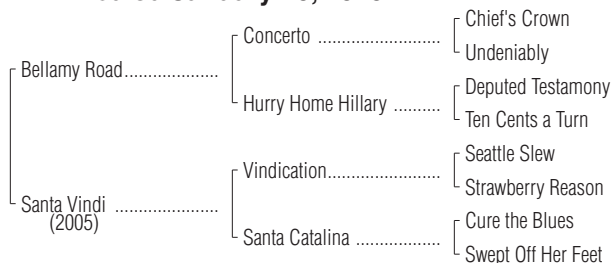 Chief's Crown
Concerto ..............................
Undeniably
Bellamy Road.......................
Deputed Testamony
Hurry Home Hillary ..........
Ten Cents a Turn
Seattle Slew
Vindication............................
Strawberry Reason
Santa Vindi .........................
(2005)
Cure the Blues
Santa Catalina ......................
Swept Off Her Feet